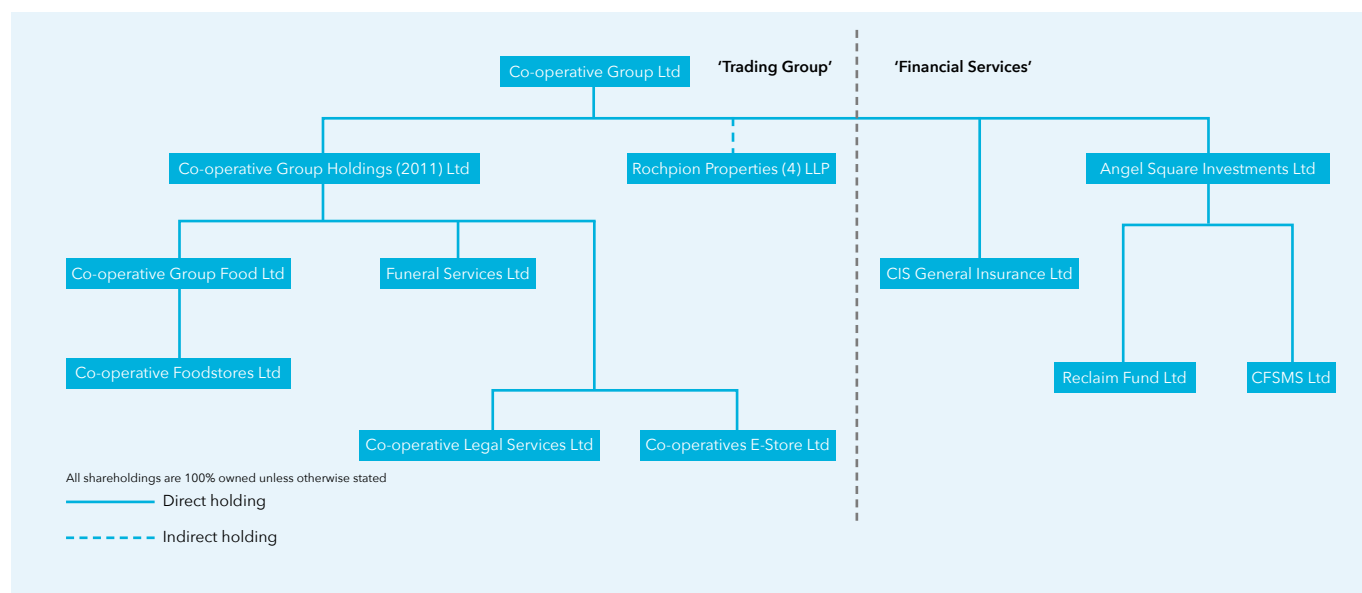 Co-operative Group Ltd
‘Trading Group’
‘Financial Services’
Co-operative Group Holdings (2011) Ltd
Rochpion Properties (4) LLP
Angel Square Investments Ltd
Co-operative Group Food Ltd
Funeral Services Ltd
CIS General Insurance Ltd
Co-operative Foodstores Ltd
Reclaim Fund Ltd
CFSMS Ltd
Co-operative Legal Services Ltd
Co-operatives E-Store Ltd
All shareholdings are 100% owned unless otherwise stated
Direct holding
Indirect holding